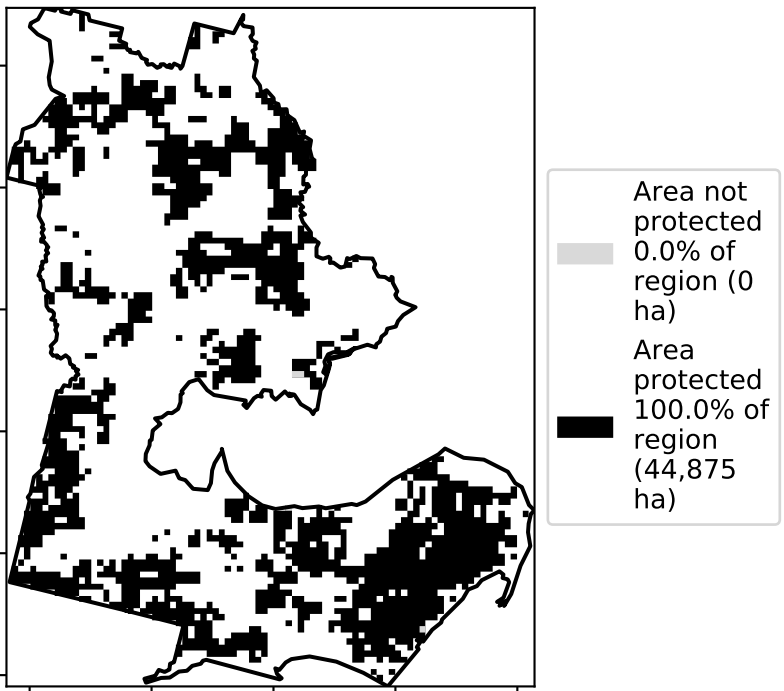 Area not
protected
0.0% of
region (0
ha)
Area
protected
100.0% of
region
(44,875
ha)